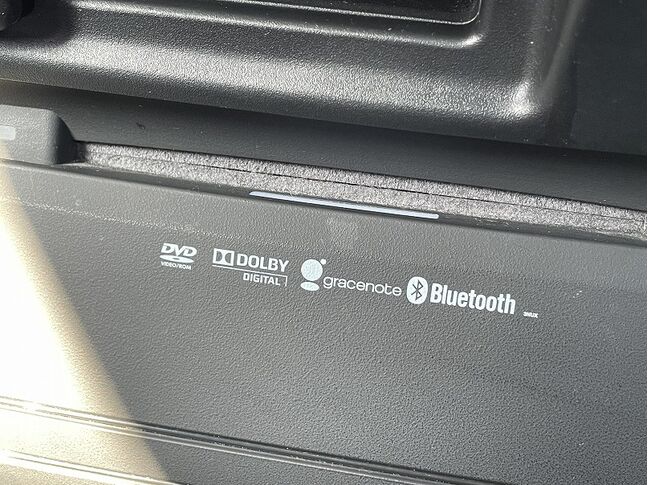 DVD
VIDEO/ROM
DOLBY
DIGITAL
gracenote
Bluetooth